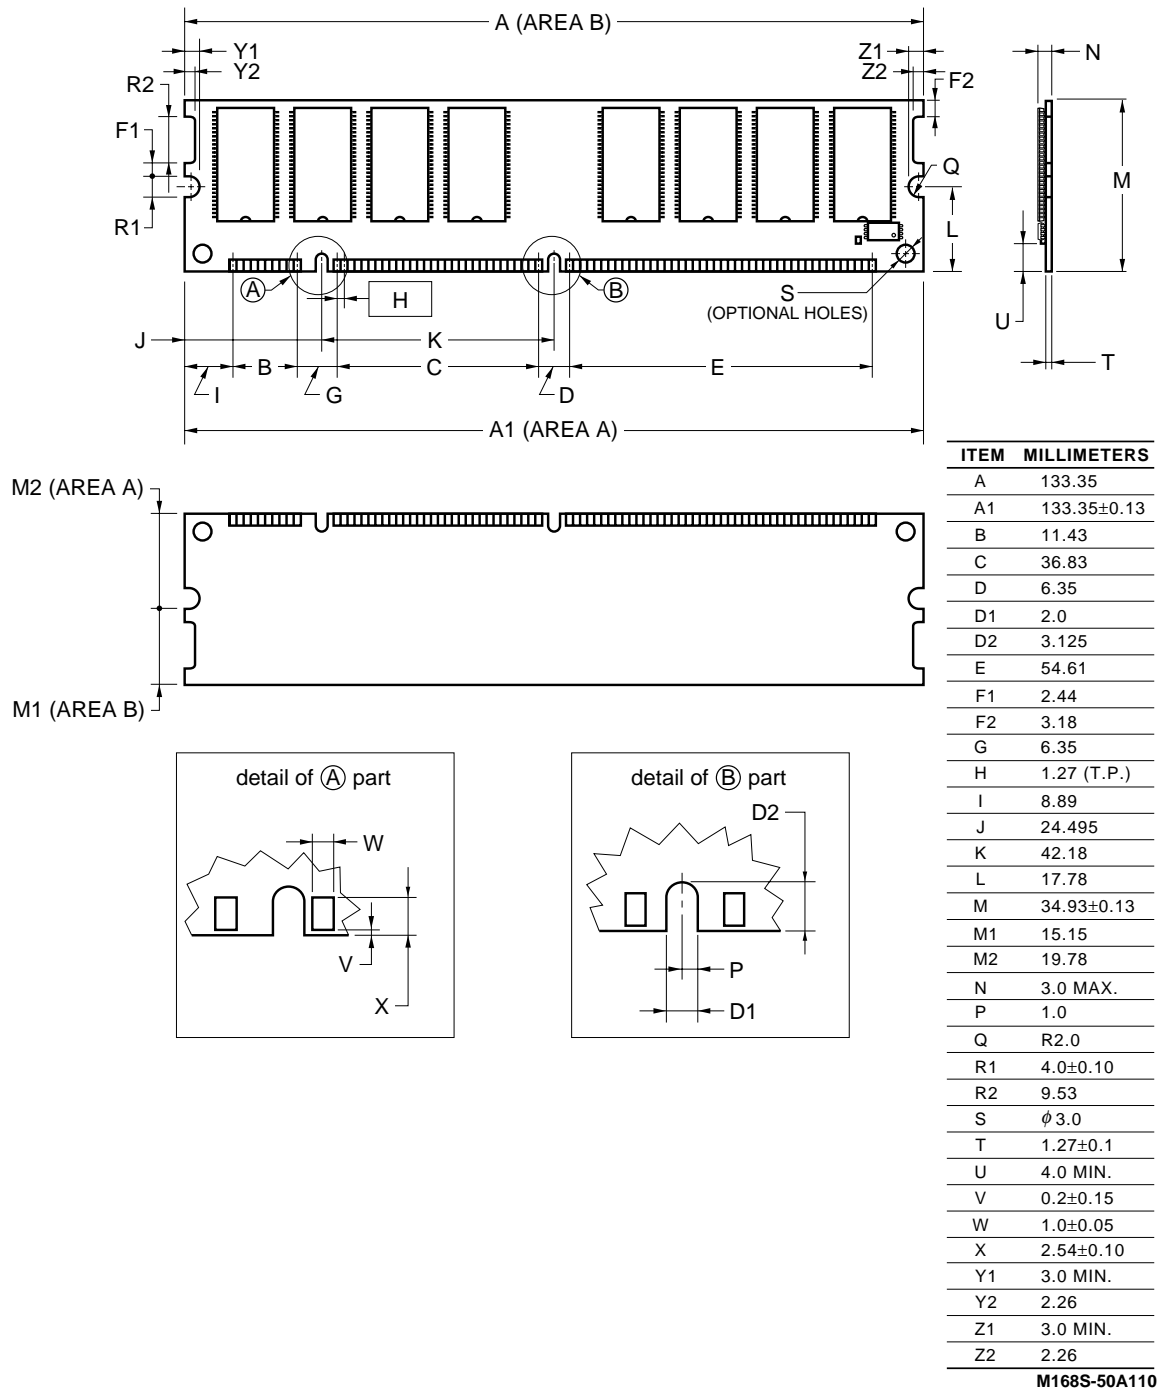 A (AREA B)
Y1
Z1
N
Y2
Z2
R2
F2
F1
Q
M
R1
L
A
H
B
S
(OPTIONAL HOLES)
U
J
K
B
C
E
T
I
G
D
A1 (AREA A)
M2 (AREA A)
M1 (AREA B)
detail of A part
W
V
X
detail of B part
D2
P
D1
ITEM MILLIMETERS
A 133.35
A1 133.35±0.13
B 11.43
C 36.83
D 6.35
D1 2.0
D2 3.125
E 54.61
F1 2.44
F2 3.18
G 6.35
H 1.27 (T.P.)
I 8.89
J 24.495
K 42.18
L 17.78
M 34.93±0.13
M1 15.15
M2 19.78
N 3.0 MAX.
P 1.0
Q R2.0
R1 4.0±0.10
R2 9.53
S φ 3.0
T 1.27±0.1
U 4.0 MIN.
V 0.2±0.15
W 1.0±0.05
X 2.54±0.10
Y1 3.0 MIN.
Y2 2.26
Z1 3.0 MIN.
Z2 2.26
M168S-50A110